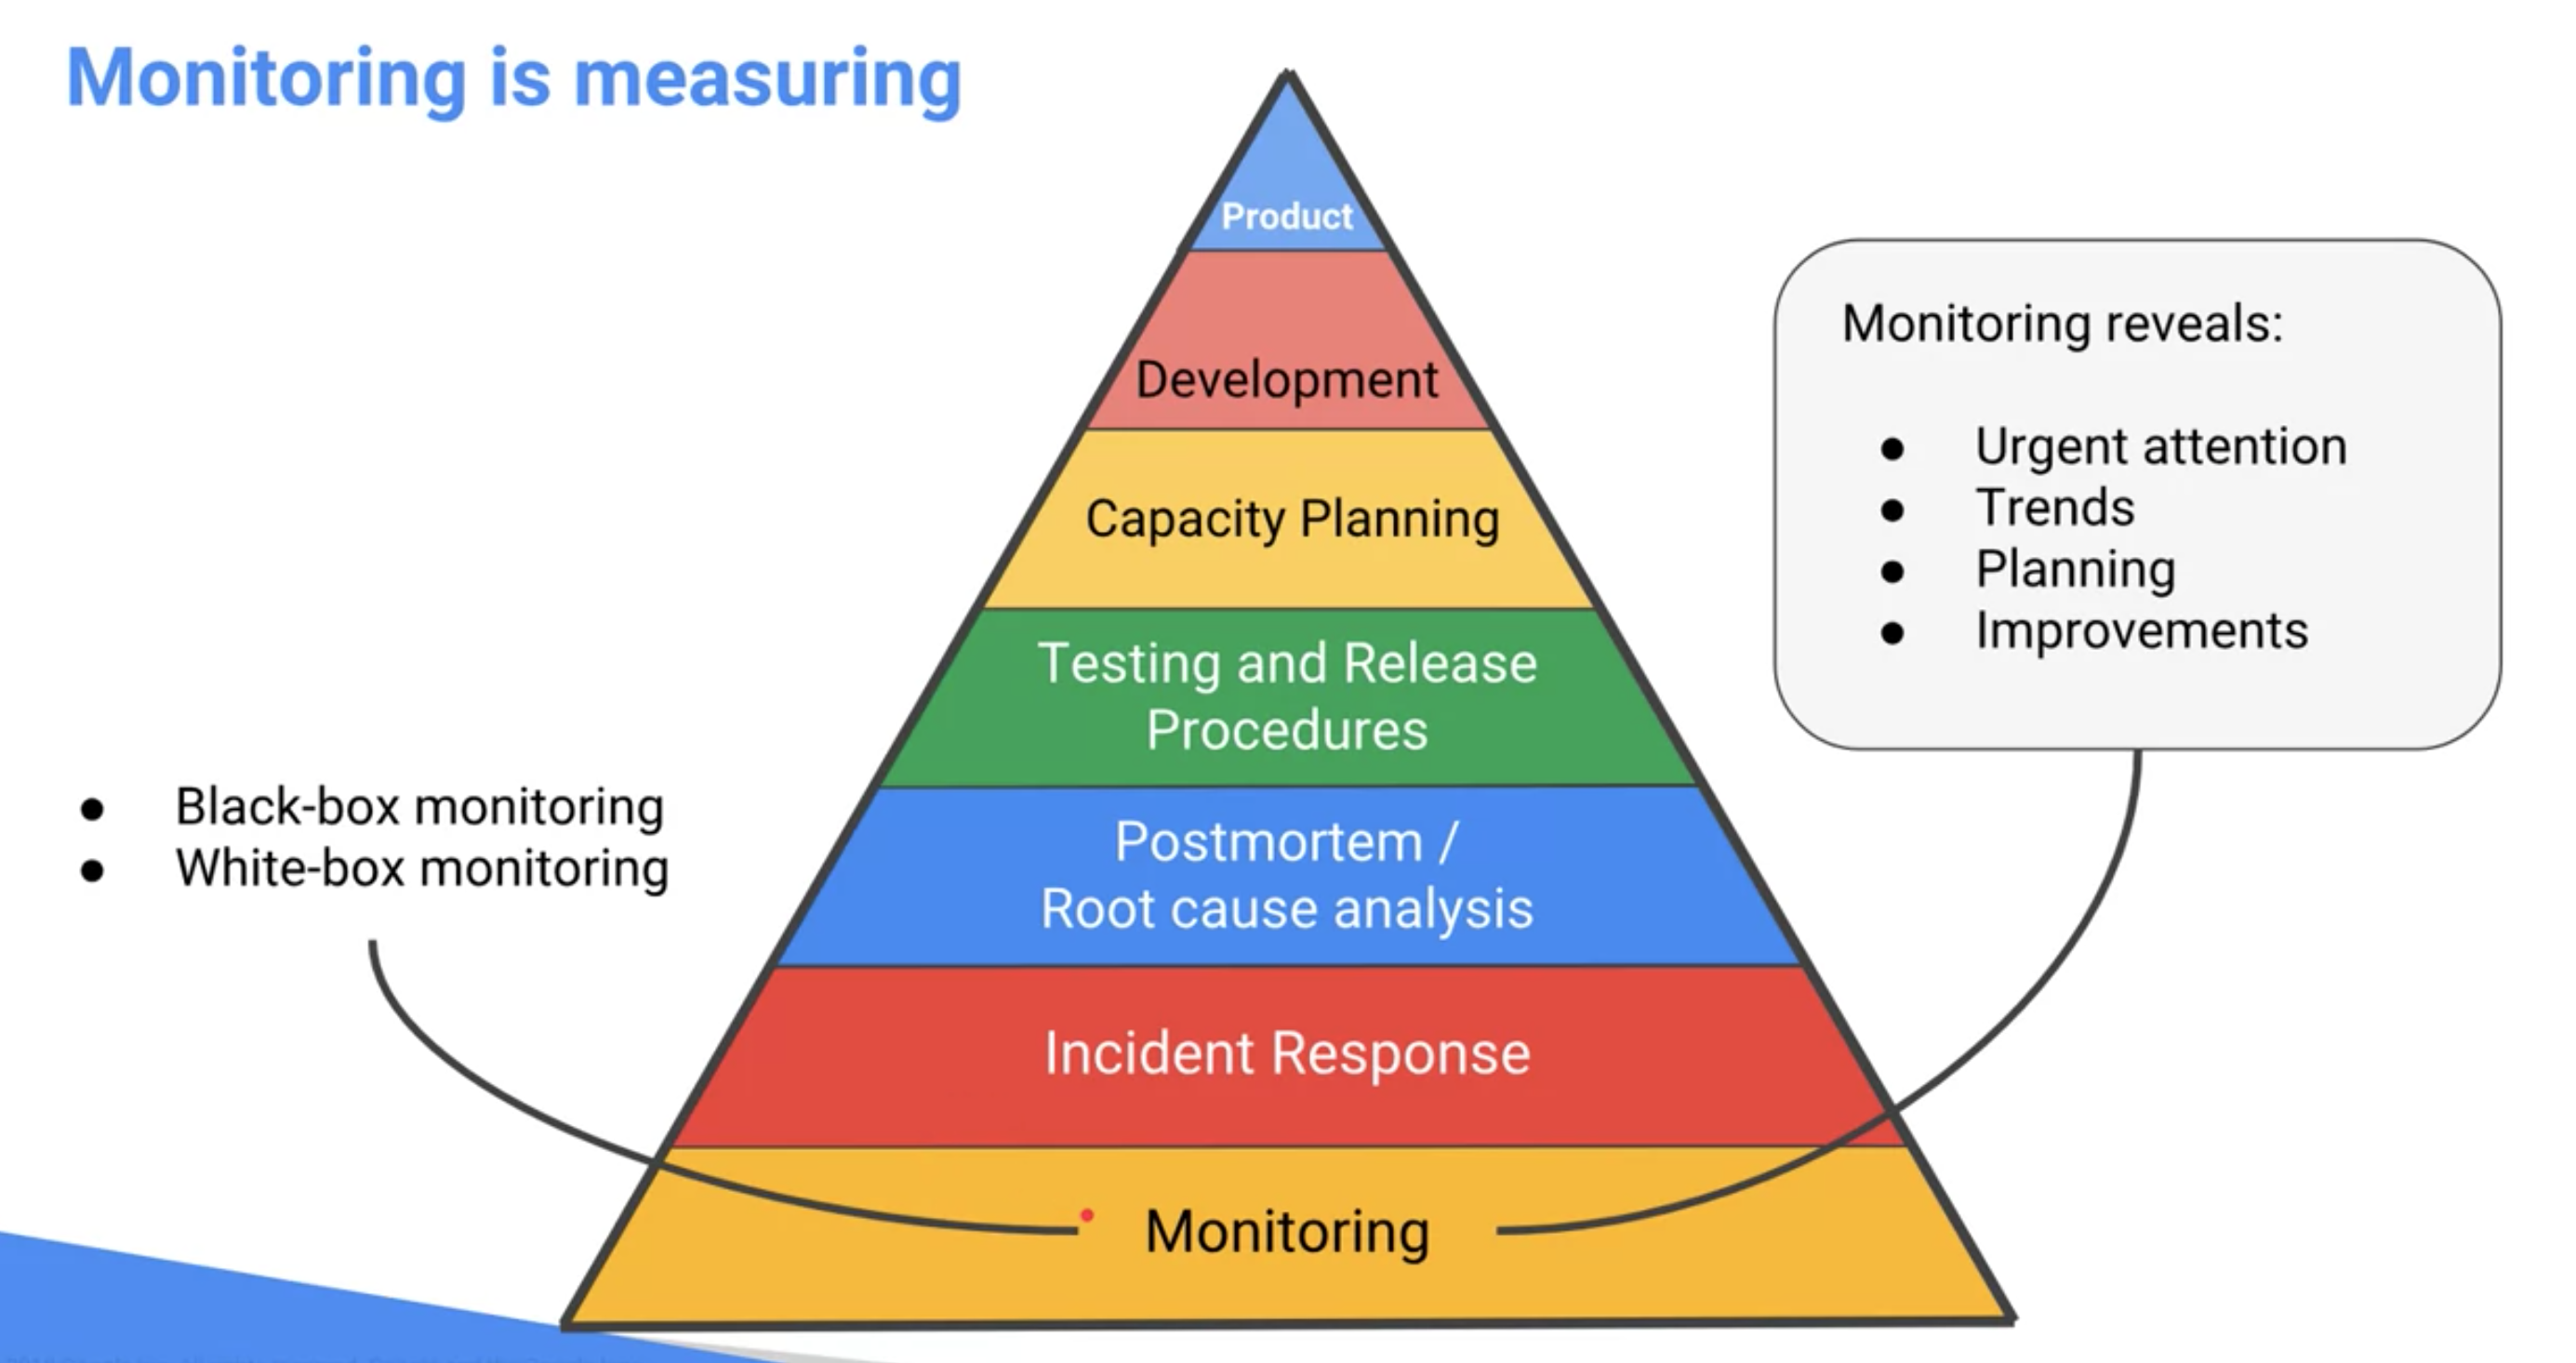 Monitoring is measuring
Product
Development
Capacity Planning
Testing and Release
Procedures
Postmortem /
Root cause analysis
Incident Response
Monitoring
● Black-box monitoring
● White-box monitoring
Monitoring reveals:
● Urgent attention
● Trends
● Planning
● Improvements